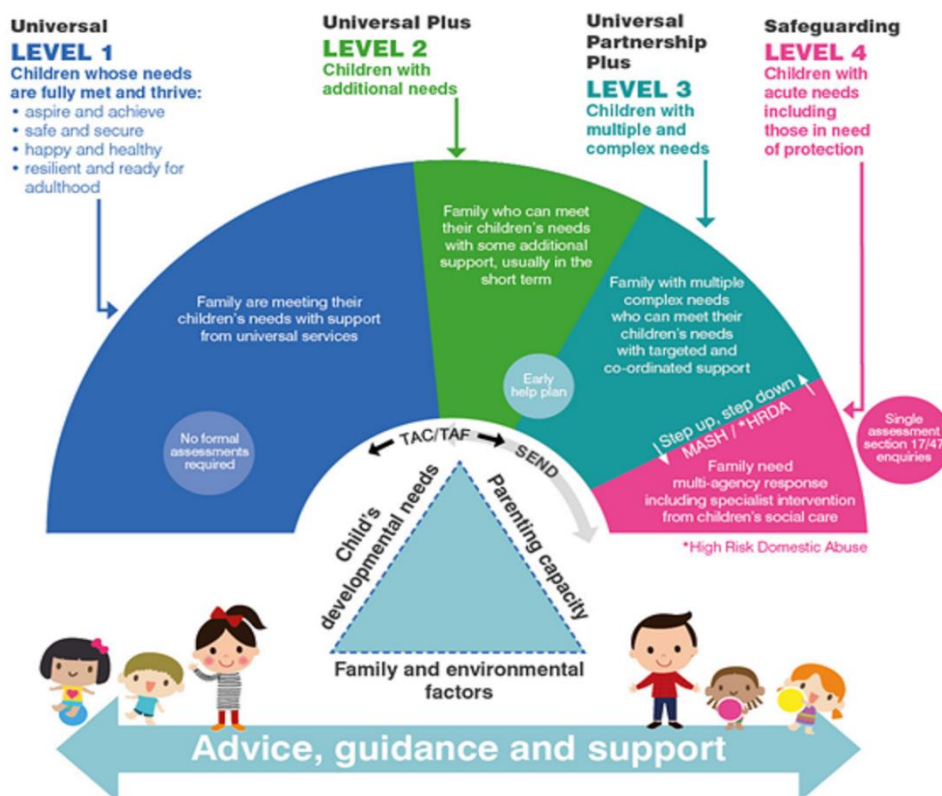 Universal
LEVEL 1
Children whose needs
are fully met and thrive:
• aspire and achieve
• safe and secure
• happy and healthy
• resilient and ready for
adulthood
Universal Plus
LEVEL 2
Children with
additional needs
Universal
Partnership
Plus
LEVEL 3
Children with
multiple and
complex needs
Safeguarding
LEVEL 4
Children with
acute needs
including
those in need
of protection
Family are meeting their
children's needs with support
from universal services
No formal
assessments
required
Family who can meet
their children's needs
with some additional
support, usually in the
short term
Early
help plan
Family with multiple
complex needs
who can meet their
children's needs
with targeted and
co-ordinated support
Step up, step down
MASH / *HRDA
Family need
multi-agency response
including specialist intervention
from children's social care
Single
assessment
section 17/47
enquiries
*High Risk Domestic Abuse
TAC/TAF
SEND
Child's
developmental needs
Parenting capacity
Family and environmental
factors
Advice, guidance and support